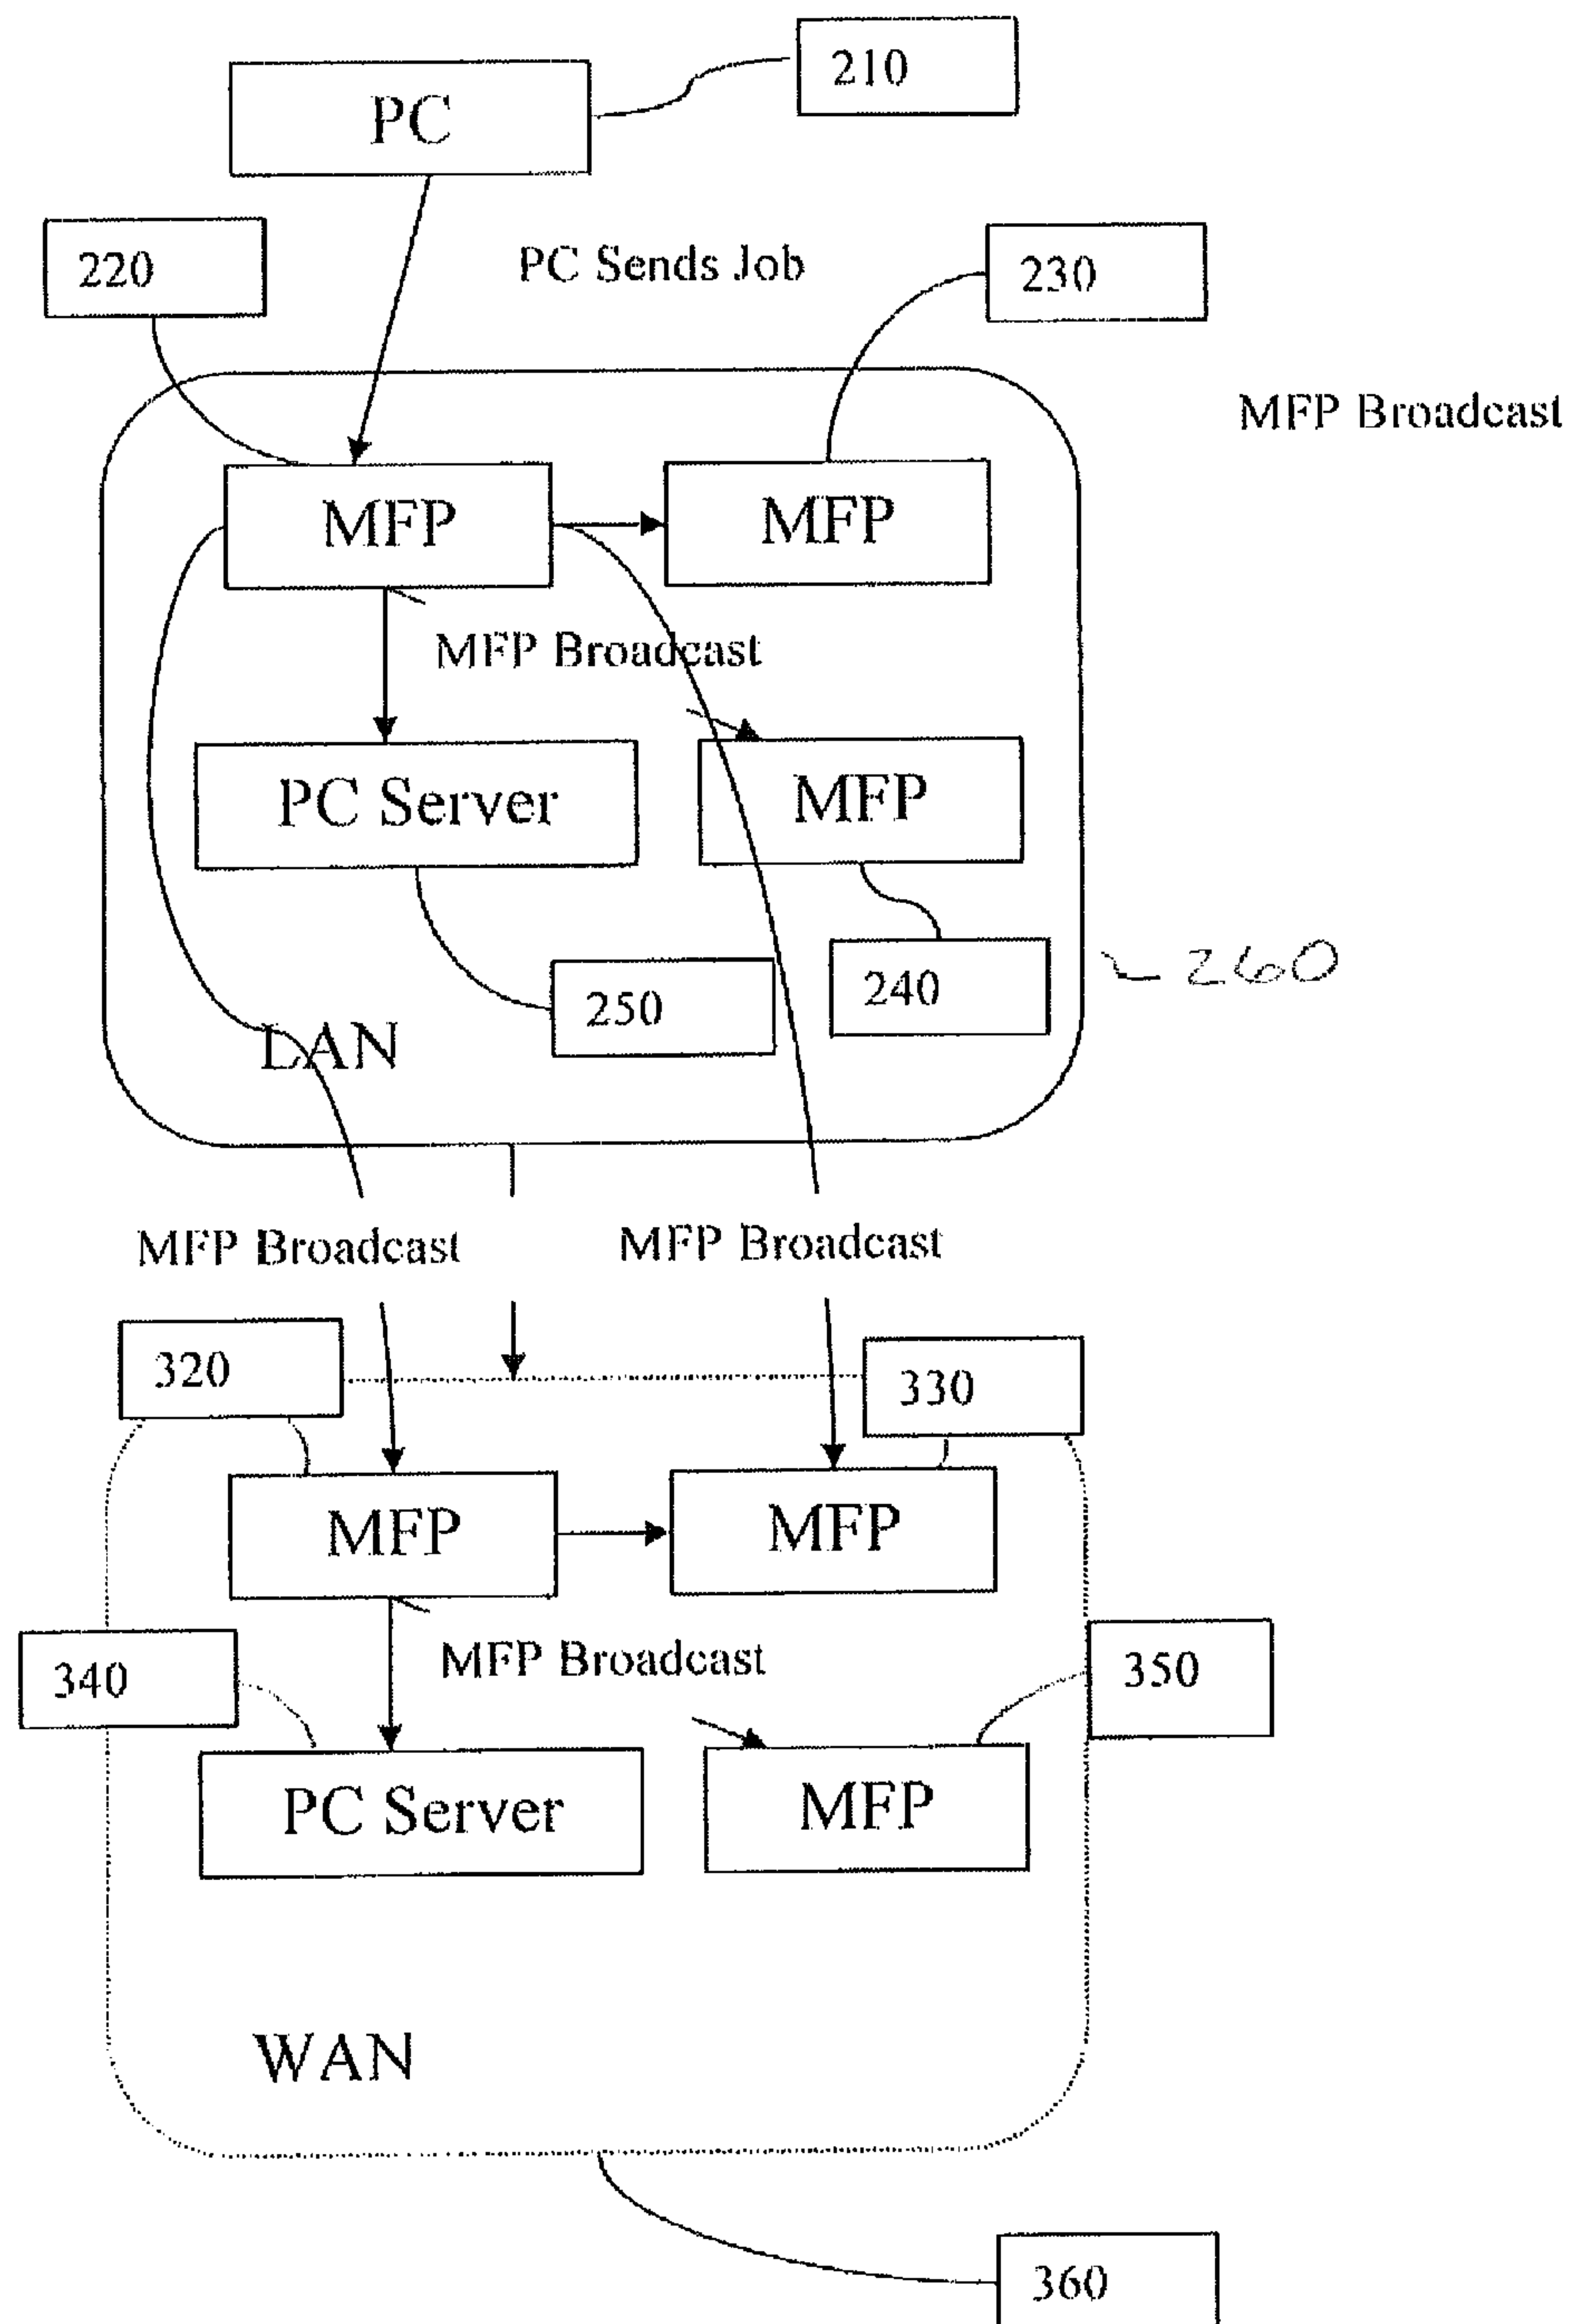 210
PC
220
PC Sends Job
230
MFP Broadcast
MFP
MFP
MFP Broadcast
PC Server
MFP
250
240
260
LAN
MFP Broadcast
MFP Broadcast
320
330
MFP
MFP
340
MFP Broadcast
350
PC Server
MFP
WAN
360